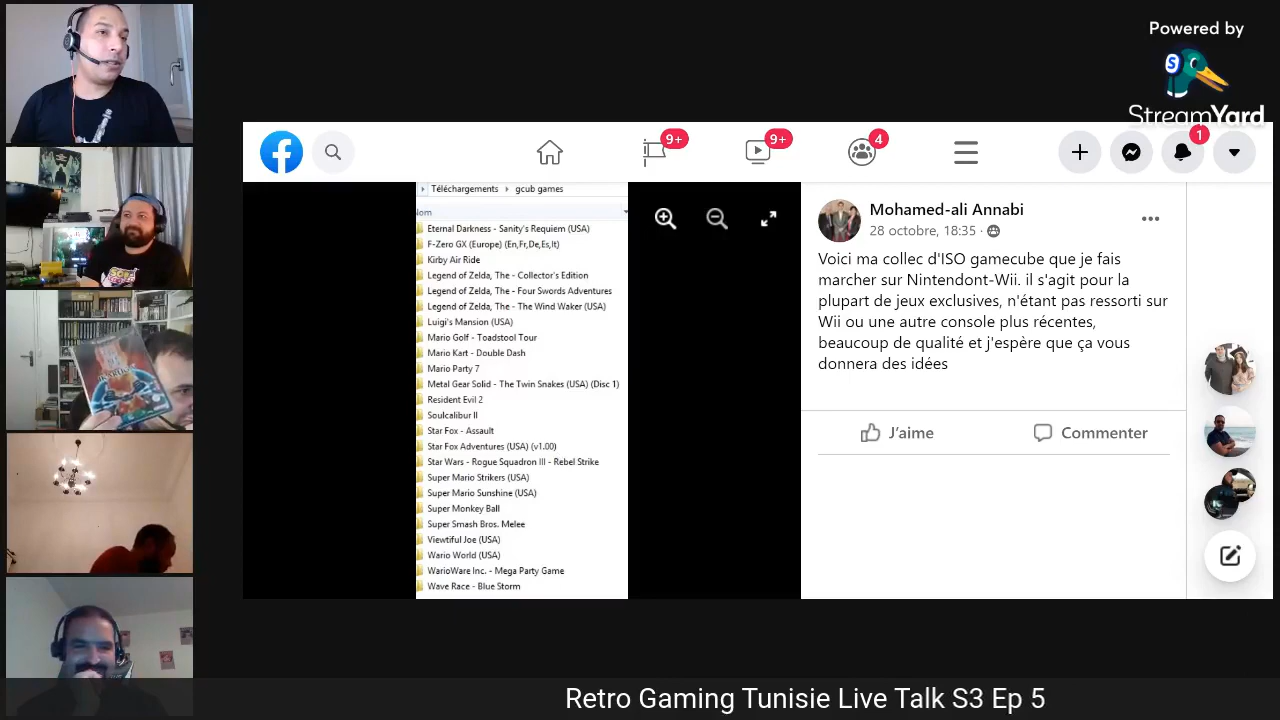 Powered by
StreamYard
9+
9+
4
1
Téléchargements > gcub games
Nom
Eternal Darkness - Sanity's Requiem (USA)
F-Zero GX (Europe) (En,Fr,De,Es,It)
Kirby Air Ride
Legend of Zelda, The - Collector's Edition
Legend of Zelda, The - Four Swords Adventures
Legend of Zelda, The - The Wind Waker (USA)
Luigi's Mansion (USA)
Mario Golf - Toadstool Tour
Mario Kart - Double Dash
Mario Party 7
Metal Gear Solid - The Twin Snakes (USA) (Disc 1)
Resident Evil 2
Soulcalibur II
Star Fox - Assault
Star Fox Adventures (USA) (v1.00)
Star Wars - Rogue Squadron III - Rebel Strike
Super Mario Strikers (USA)
Super Mario Sunshine (USA)
Super Monkey Ball
Super Smash Bros. Melee
Viewtiful Joe (USA)
Wario World (USA)
WarioWare Inc. - Mega Party Game
Wave Race - Blue Storm
Mohamed-ali Annabi
28 octobre, 18:35 ·
Voici ma collec d'ISO gamecube que je fais
marcher sur Nintendont-Wii. il s'agit pour la
plupart de jeux exclusives, n'étant pas ressorti sur
Wii ou une autre console plus récentes,
beaucoup de qualité et j'espère que ça vous
donnera des idées
J'aime
Commenter
Retro Gaming Tunisie Live Talk S3 Ep 5